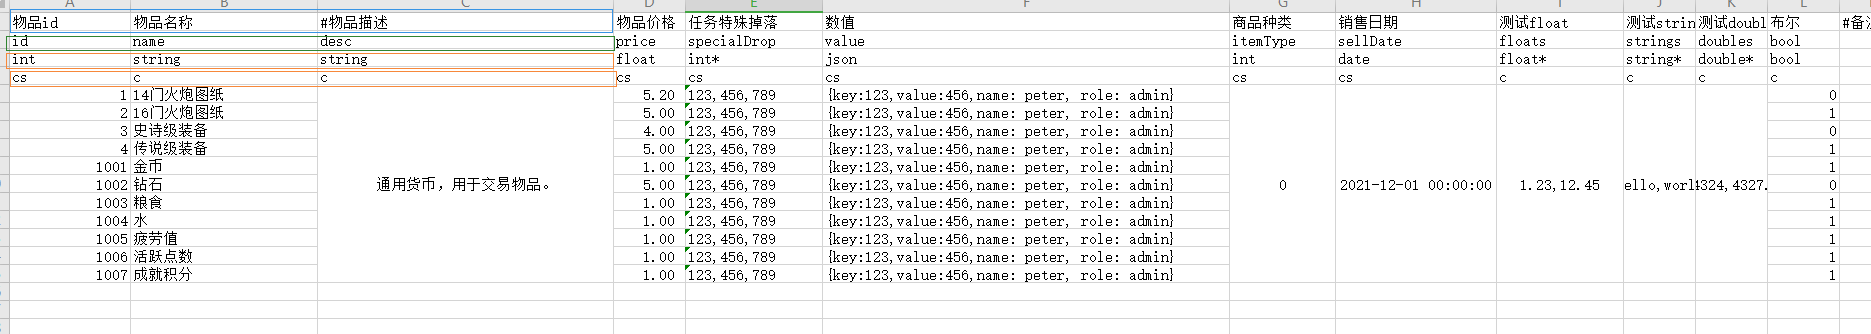 A B C D E F G H I J K L
物品id 物品名称 #物品描述 物品价格 任务特殊掉落 数值 商品种类 销售日期 测试float 测试strin 测试doubl 布尔 #备注
id name desc price specialDrop value itemType sellDate floats strings doubles bool
int string string float int* json int date float* string* double* bool
cs c c cs cs cs cs cs c c c c
1 14门火炮图纸 5.20 123,456,789 {key:123,value:456,name: peter, role: admin} 0
2 16门火炮图纸 5.00 123,456,789 {key:123,value:456,name: peter, role: admin} 1
3 史诗级装备 4.00 123,456,789 {key:123,value:456,name: peter, role: admin} 0
4 传说级装备 5.00 123,456,789 {key:123,value:456,name: peter, role: admin} 1
1001 金币 1.00 123,456,789 {key:123,value:456,name: peter, role: admin} 1
1002 钻石 通用货币，用于交易物品。 5.00 123,456,789 {key:123,value:456,name: peter, role: admin} 0 2021-12-01 00:00:00 1.23,12.45 ello,worl 4324,4327. 0
1003 粮食 1.00 123,456,789 {key:123,value:456,name: peter, role: admin} 1
1004 水 1.00 123,456,789 {key:123,value:456,name: peter, role: admin} 1
1005 疲劳值 1.00 123,456,789 {key:123,value:456,name: peter, role: admin} 1
1006 活跃点数 1.00 123,456,789 {key:123,value:456,name: peter, role: admin} 1
1007 成就积分 1.00 123,456,789 {key:123,value:456,name: peter, role: admin} 1